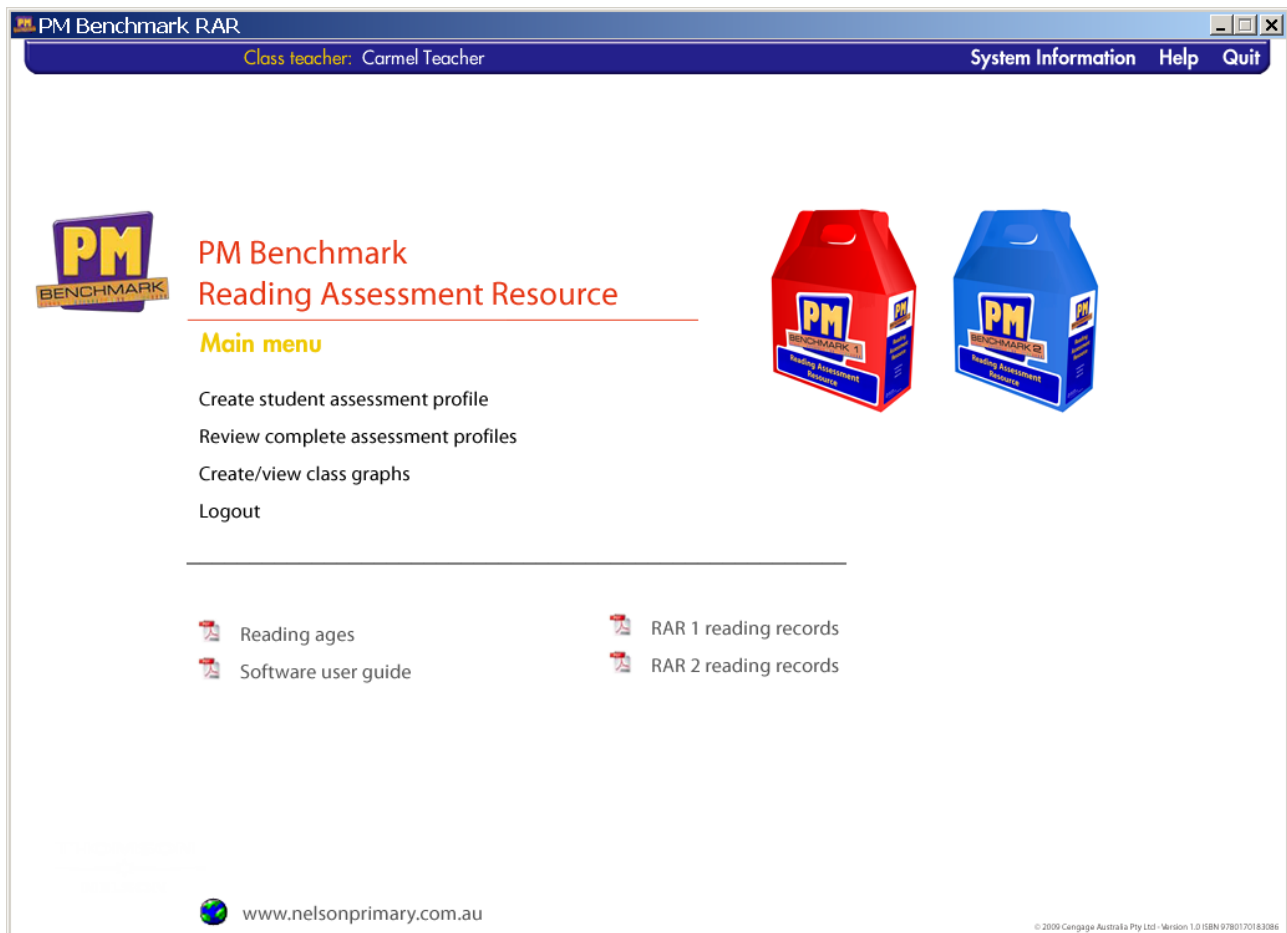 PM Benchmark RAR
Class teacher: Carmel Teacher
System Information Help Quit
PM
BENCHMARK
PM Benchmark
Reading Assessment Resource
Main menu
Create student assessment profile
Review complete assessment profiles
Create/view class graphs
Logout
PM
BENCHMARK 1
Reading Assessment
Resource
PM
BENCHMARK 2
Reading Assessment
Resource
Reading ages
Software user guide
RAR 1 reading records
RAR 2 reading records
www.nelsonprimary.com.au
© 2009 Cengage Australia Pty Ltd - Version 1.0 ISBN 9780170183086